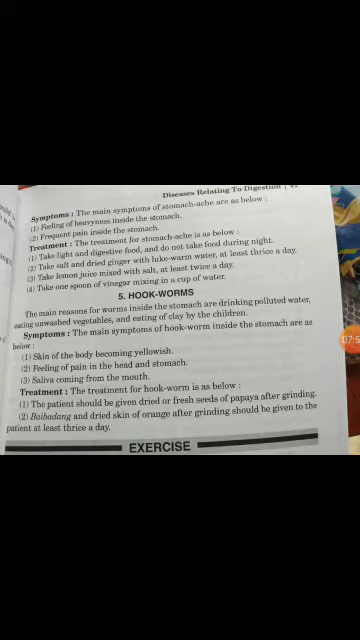 Diseases Relating To Digestion | 41
Symptoms : The main symptoms of stomach-ache are as below :
(1) Feeling of heavyness inside the stomach.
(2) Frequent pain inside the stomach.
Treatment : The treatment for stomach-ache is as below :
(1) Take light and digestive food, and do not take food during night.
(2) Take salt and dried ginger with luke-warm water, at least thrice a day.
(3) Take lemon juice mixed with salt, at least twice a day.
(4) Take one spoon of vinegar mixing in a cup of water.
5. HOOK-WORMS
The main reasons for worms inside the stomach are drinking polluted water,
eating unwashed vegetables, and eating of clay by the children.
Symptoms : The main symptoms of hook-worm inside the stomach are as
below :
(1) Skin of the body becoming yellowish.
(2) Feeling of pain in the head and stomach.
(3) Saliva coming from the mouth.
Treatment : The treatment for hook-worm is as below :
(1) The patient should be given dried or fresh seeds of papaya after grinding.
(2) Baibadang and dried skin of orange after grinding should be given to the
patient at least thrice a day.
EXERCISE
07:5